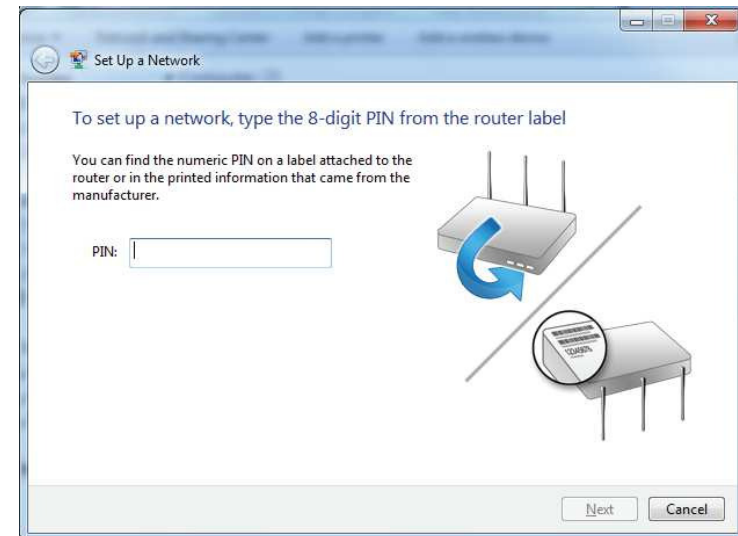 Set Up a Network
To set up a network, type the 8-digit PIN from the router label
You can find the numeric PIN on a label attached to the
router or in the printed information that came from the
manufacturer.
PIN:
12345678
Next
Cancel